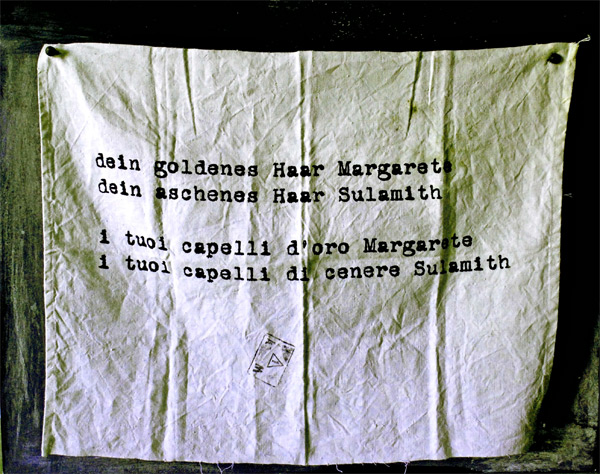 dein goldenes Haar Margarete
dein aschenes Haar Sulamith
i tuoi capelli d'oro Margarete
i tuoi capelli di cenere Sulamith